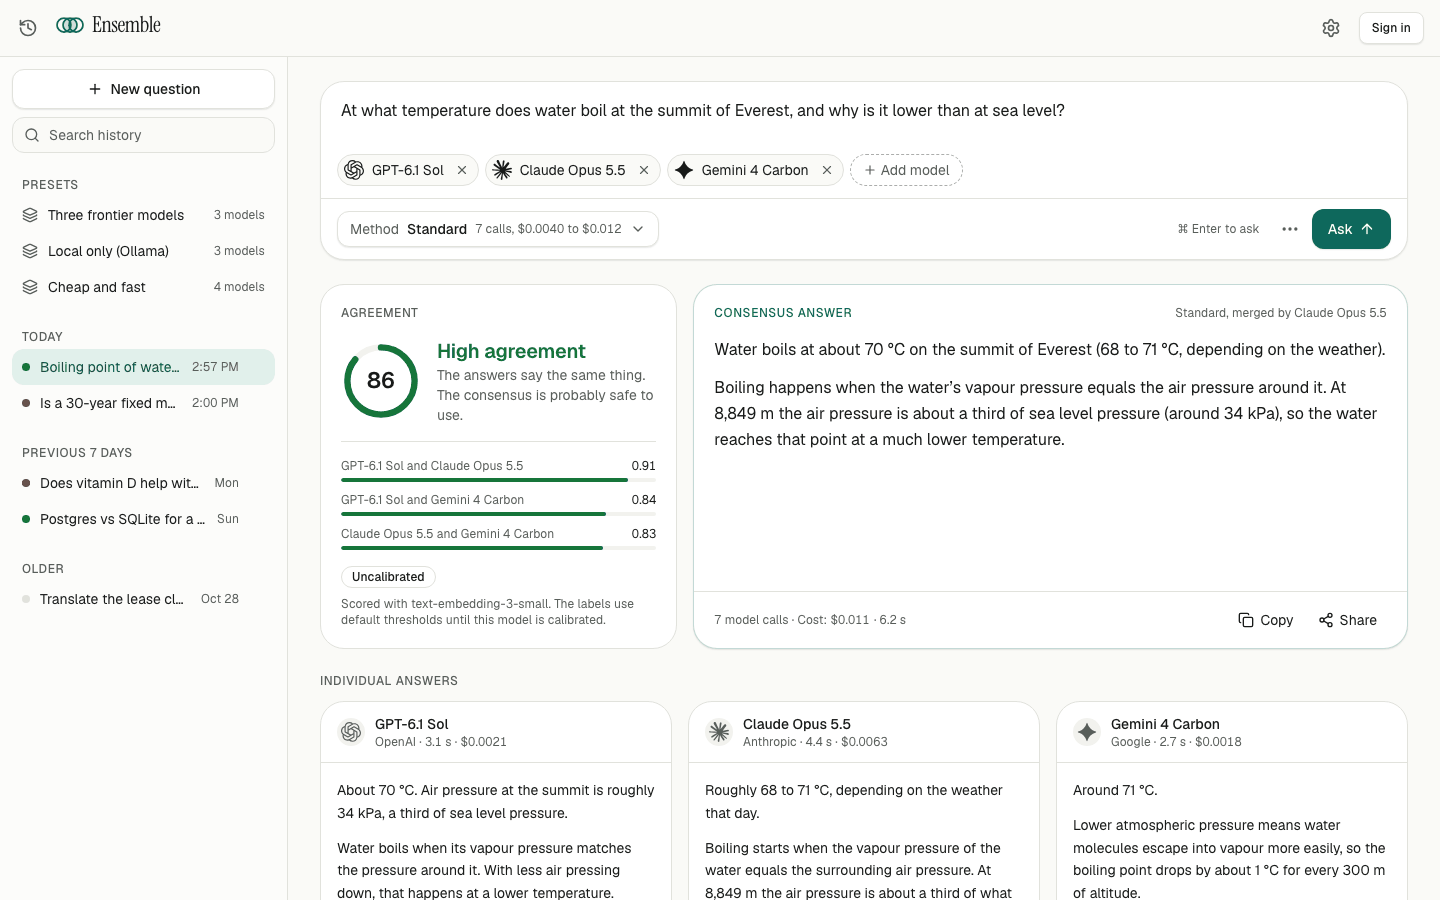 Ensemble
Sign in
New question
Search history
PRESETS
Three frontier models 3 models
Local only (Ollama) 3 models
Cheap and fast 4 models
TODAY
Boiling point of wate... 2:57 PM
Is a 30-year fixed m... 2:00 PM
PREVIOUS 7 DAYS
Does vitamin D help wit... Mon
Postgres vs SQLite for a ... Sun
OLDER
Translate the lease cl... Oct 28
At what temperature does water boil at the summit of Everest, and why is it lower than at sea level?
GPT-6.1 Sol × Claude Opus 5.5 × Gemini 4 Carbon × + Add model
Method Standard 7 calls, $0.0040 to $0.012
⌘ Enter to ask
Ask ↑
AGREEMENT
86
High agreement
The answers say the same thing.
The consensus is probably safe to
use.
GPT-6.1 Sol and Claude Opus 5.5 0.91
GPT-6.1 Sol and Gemini 4 Carbon 0.84
Claude Opus 5.5 and Gemini 4 Carbon 0.83
Uncalibrated
Scored with text-embedding-3-small. The labels use
default thresholds until this model is calibrated.
CONSENSUS ANSWER
Standard, merged by Claude Opus 5.5
Water boils at about 70 °C on the summit of Everest (68 to 71 °C, depending on the weather).
Boiling happens when the water’s vapour pressure equals the air pressure around it. At
8,849 m the air pressure is about a third of sea level pressure (around 34 kPa), so the water
reaches that point at a much lower temperature.
7 model calls · Cost: $0.011 · 6.2 s
Copy
Share
INDIVIDUAL ANSWERS
GPT-6.1 Sol
OpenAI · 3.1 s · $0.0021
About 70 °C. Air pressure at the summit is roughly
34 kPa, a third of sea level pressure.
Water boils when its vapour pressure matches
the pressure around it. With less air pressing
down, that happens at a lower temperature.
Claude Opus 5.5
Anthropic · 4.4 s · $0.0063
Roughly 68 to 71 °C, depending on the weather
that day.
Boiling starts when the vapour pressure of the
water equals the surrounding air pressure. At
8,849 m the air pressure is about a third of what
Gemini 4 Carbon
Google · 2.7 s · $0.0018
Around 71 °C.
Lower atmospheric pressure means water
molecules escape into vapour more easily, so the
boiling point drops by about 1 °C for every 300 m
of altitude.